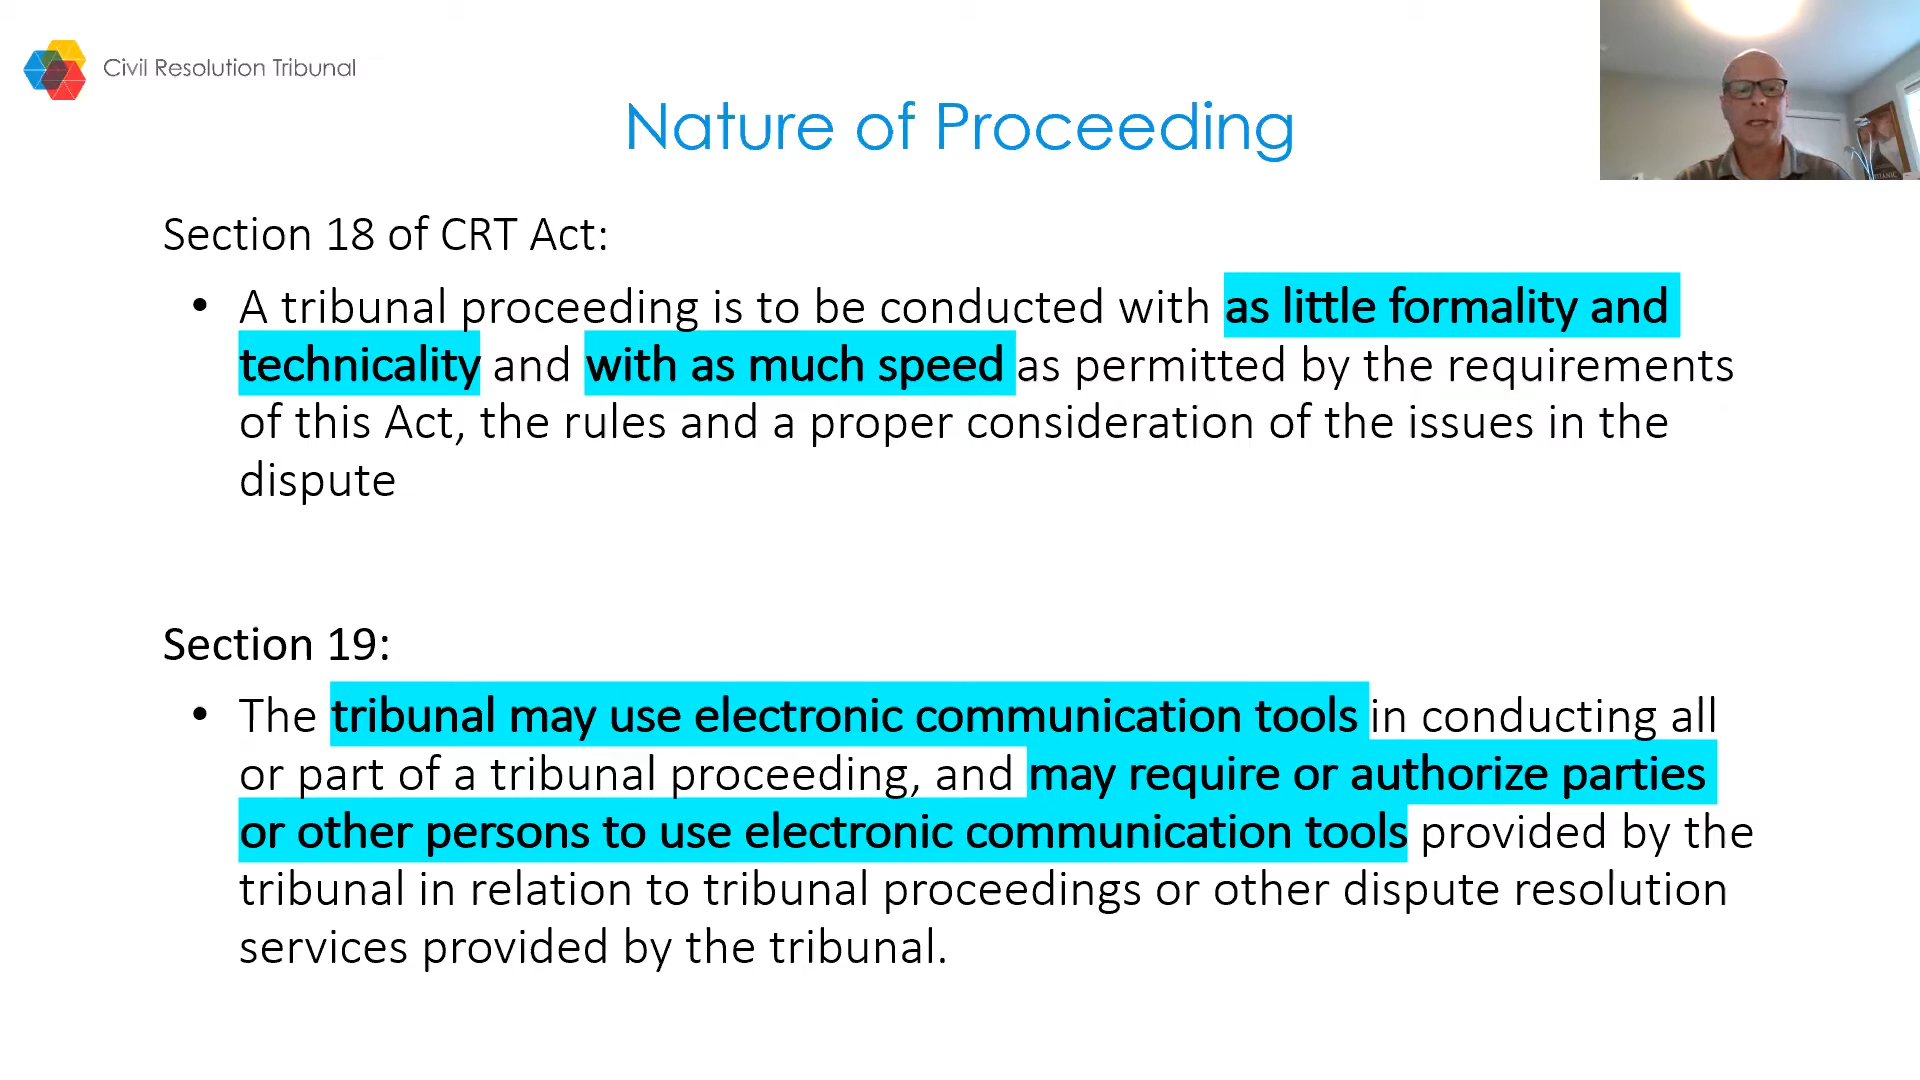 Civil Resolution Tribunal
Nature of Proceeding
Section 18 of CRT Act:
• A tribunal proceeding is to be conducted with as little formality and
technicality and with as much speed as permitted by the requirements
of this Act, the rules and a proper consideration of the issues in the
dispute
Section 19:
• The tribunal may use electronic communication tools in conducting all
or part of a tribunal proceeding, and may require or authorize parties
or other persons to use electronic communication tools provided by the
tribunal in relation to tribunal proceedings or other dispute resolution
services provided by the tribunal.
TITANIC